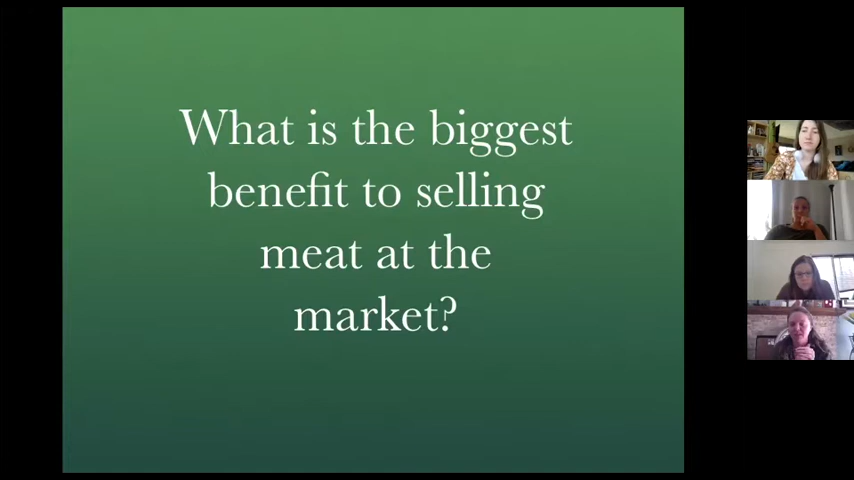 What is the biggest
benefit to selling
meat at the
market?